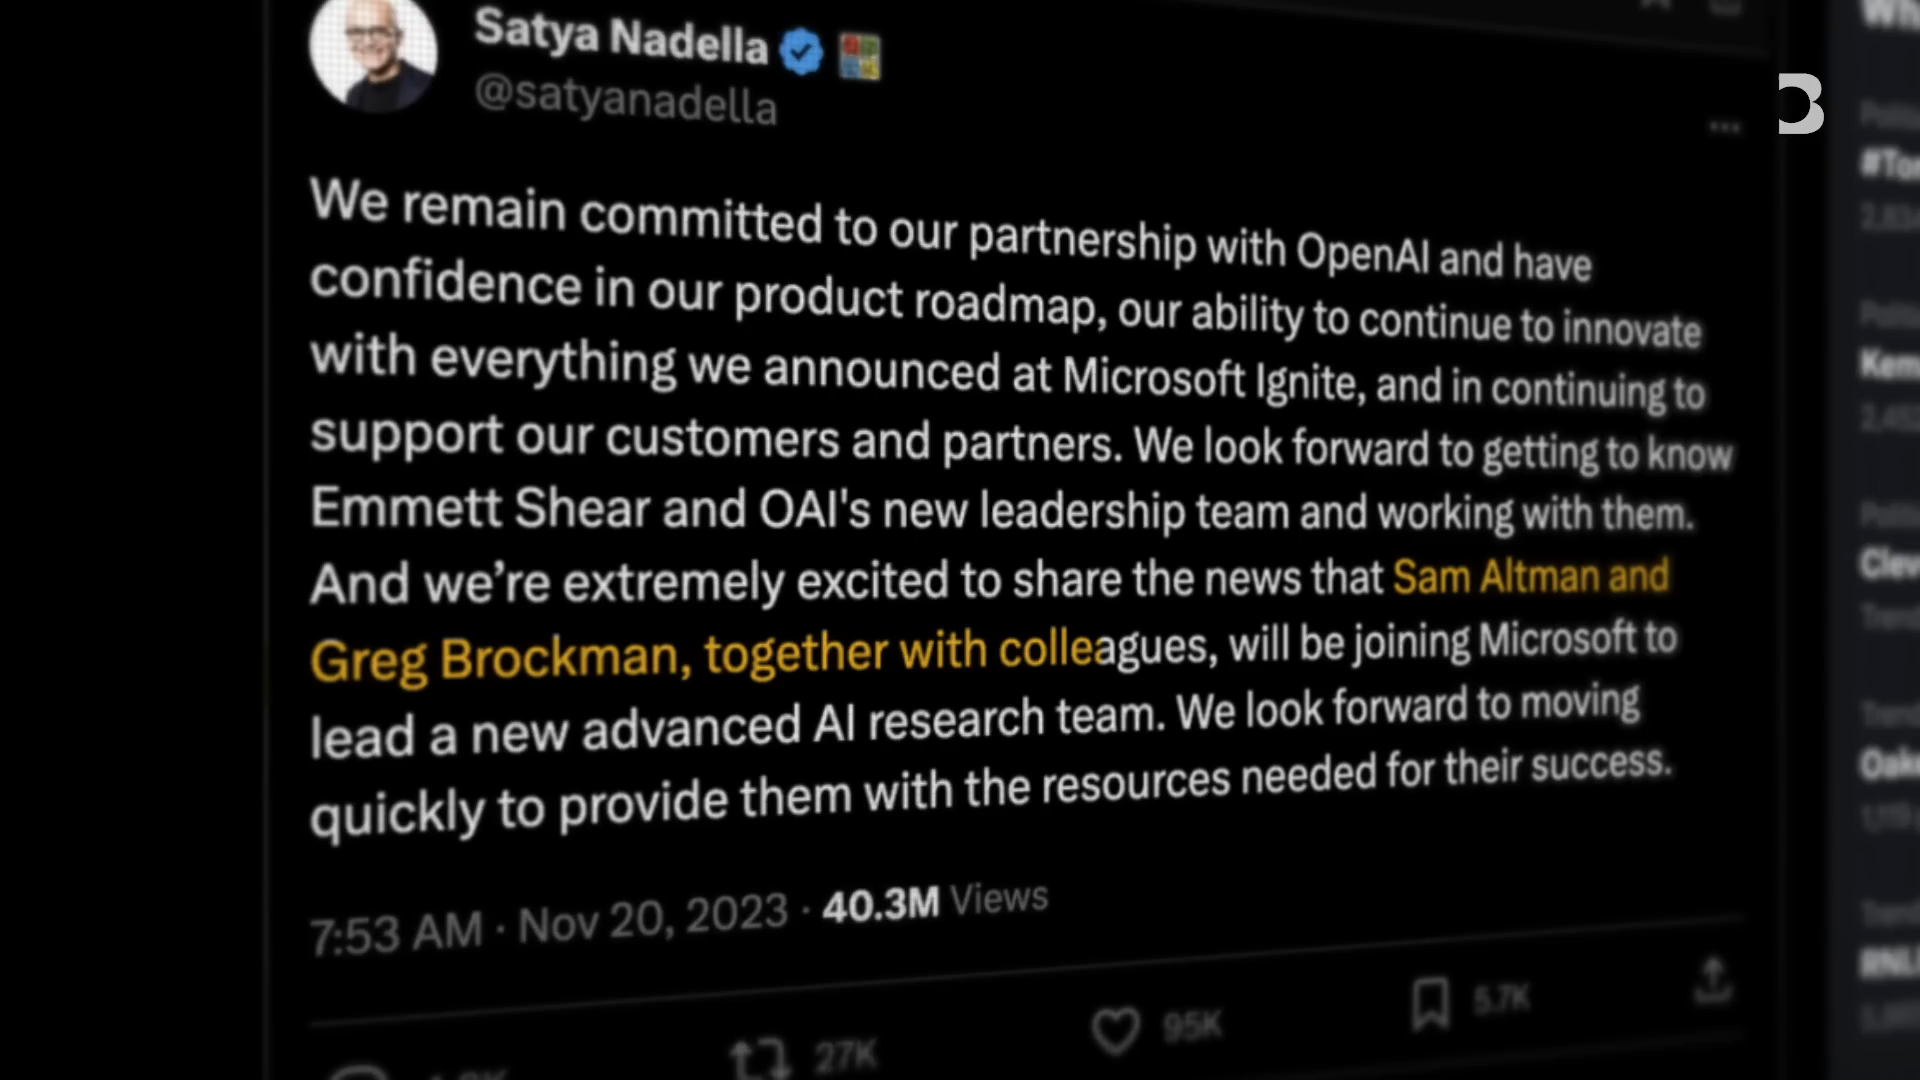 Satya Nadella
@satyanadella
We remain committed to our partnership with OpenAI and have
confidence in our product roadmap, our ability to continue to innovate
with everything we announced at Microsoft Ignite, and in continuing to
support our customers and partners. We look forward to getting to know
Emmett Shear and OAI's new leadership team and working with them.
And we’re extremely excited to share the news that Sam Altman and
Greg Brockman, together with colleagues, will be joining Microsoft to
lead a new advanced AI research team. We look forward to moving
quickly to provide them with the resources needed for their success.
7:53 AM · Nov 20, 2023 · 40.3M Views
27K
95K
5.7K